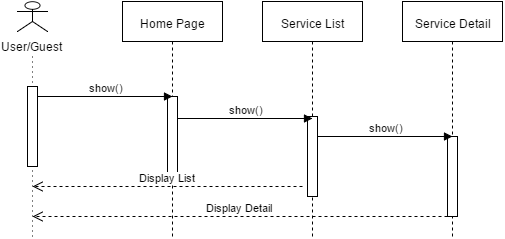 Home Page
Service List
Service Detail
User/Guest
show()
show()
show()
Display List
Display Detail